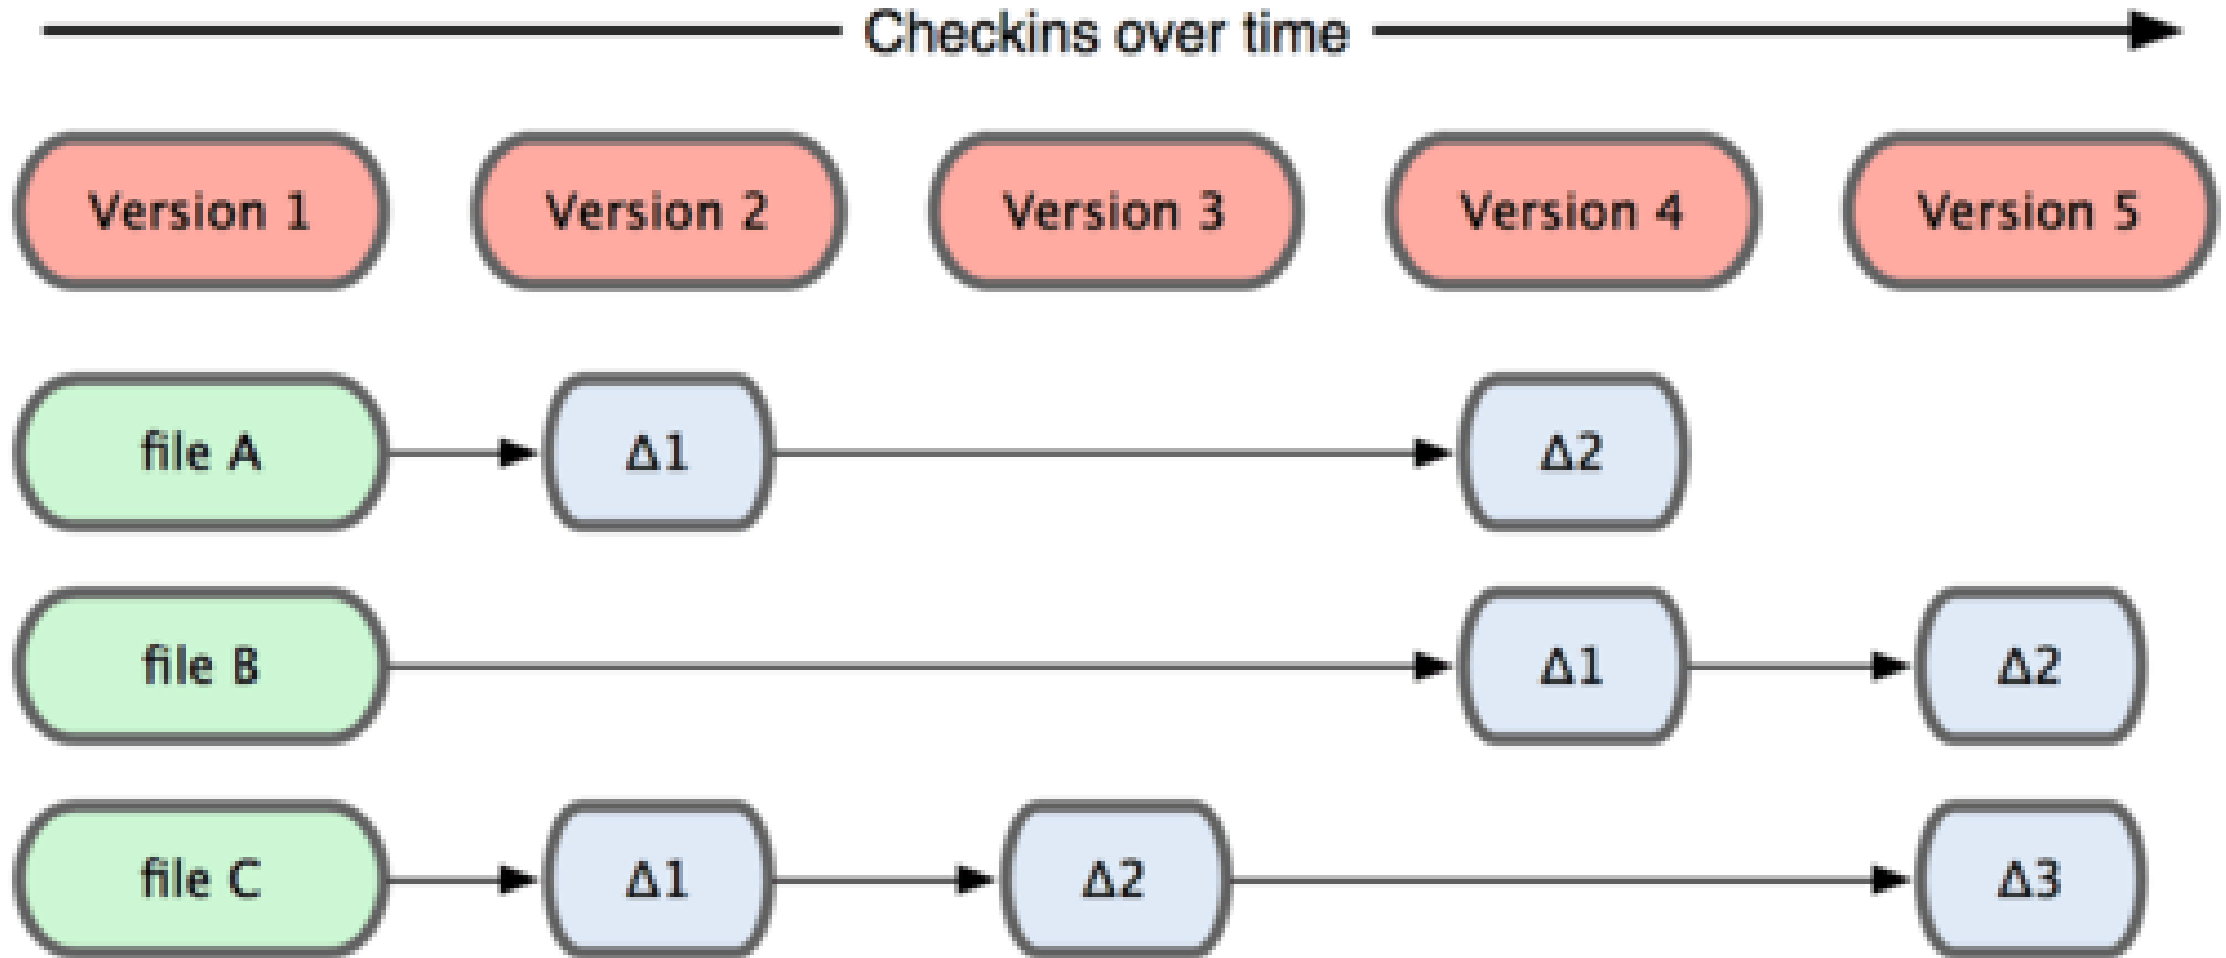 Checkins over time
Version 1 Version 2 Version 3 Version 4 Version 5
file A Δ1 Δ2
file B Δ1 Δ2
file C Δ1 Δ2 Δ3